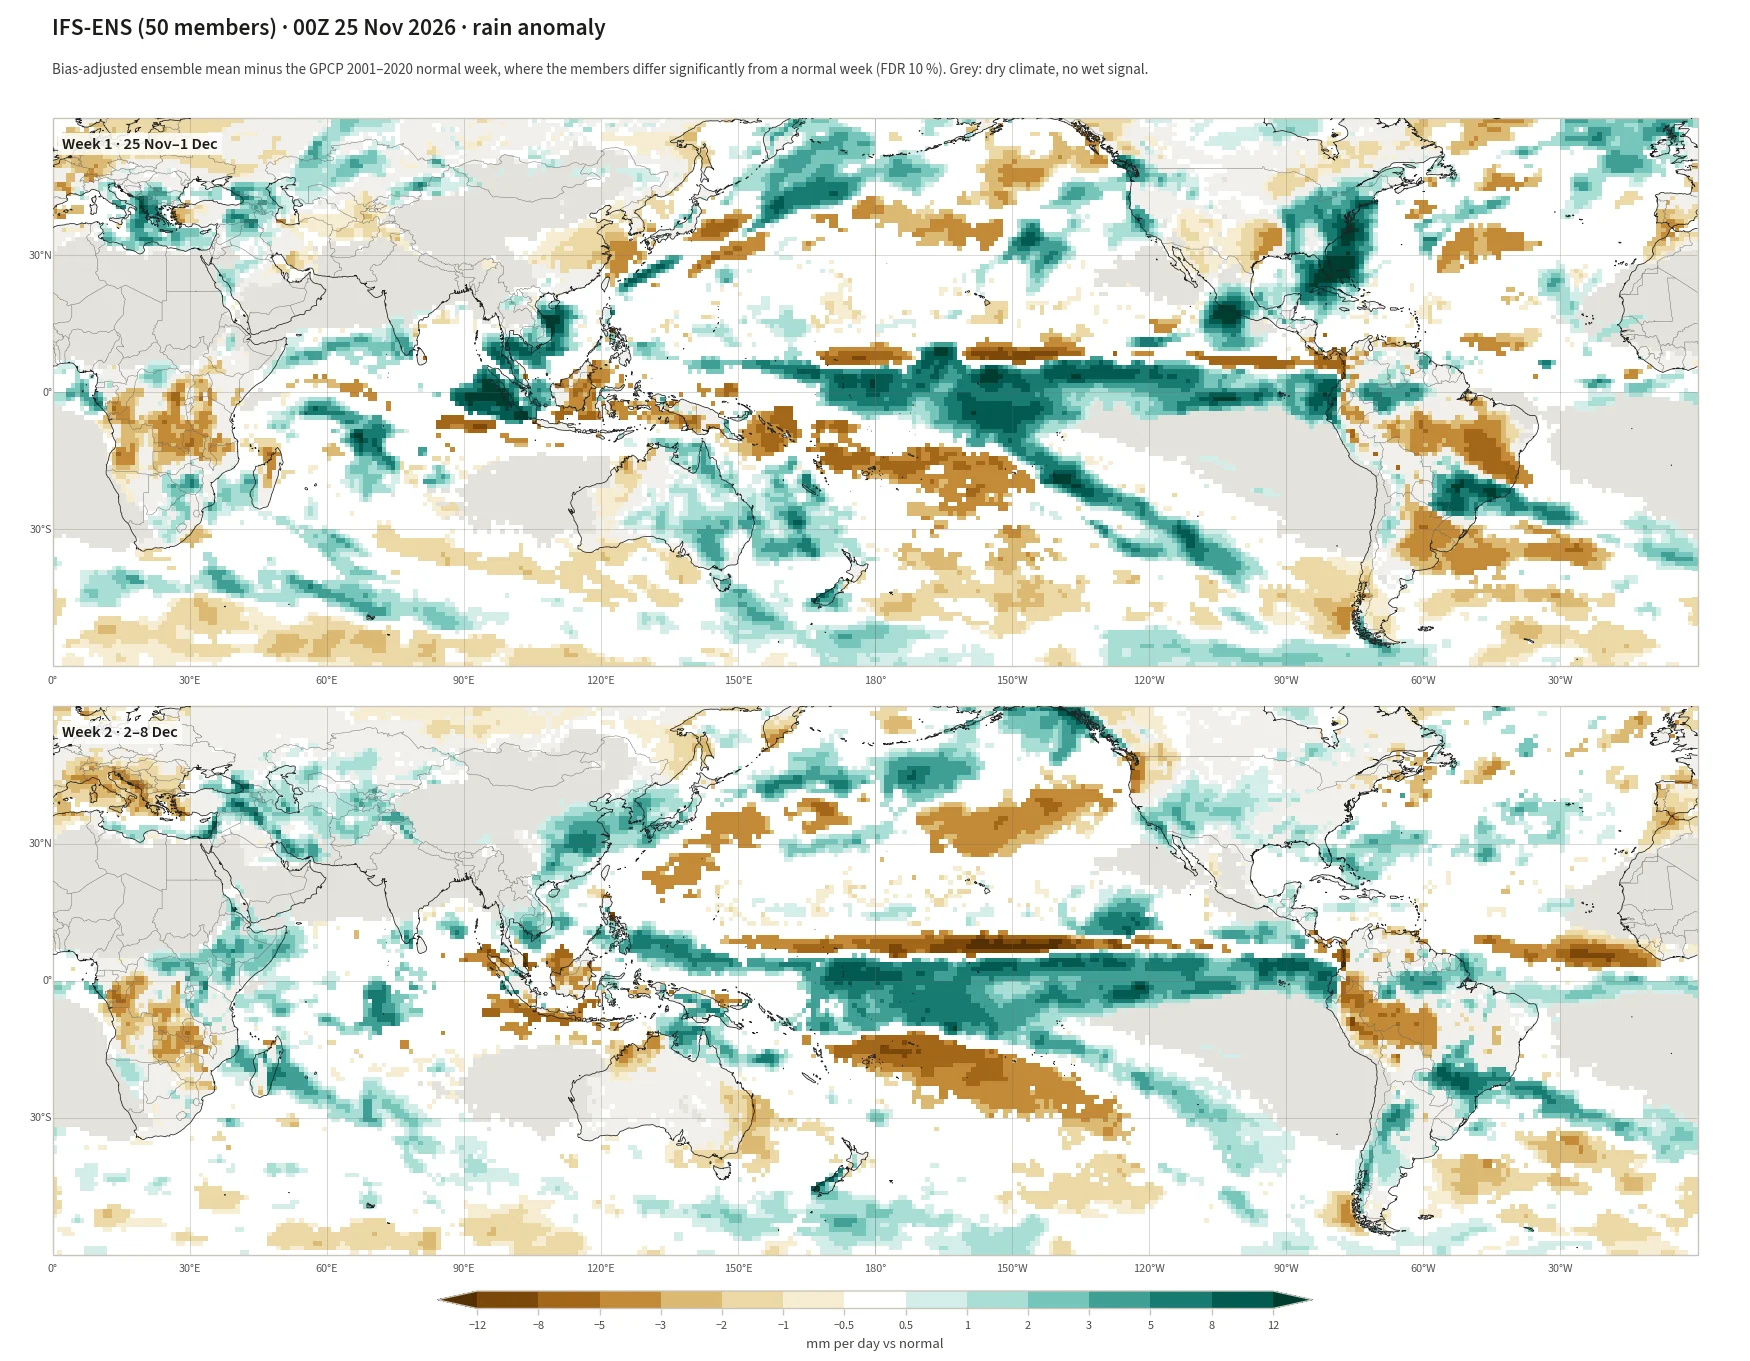 IFS-ENS (50 members) · 00Z 25 Nov 2026 · rain anomaly
Bias-adjusted ensemble mean minus the GPCP 2001–2020 normal week, where the members differ significantly from a normal week (FDR 10 %). Grey: dry climate, no wet signal.
Week 1 · 25 Nov–1 Dec
30°N
0°
30°S
0° 30°E 60°E 90°E 120°E 150°E 180° 150°W 120°W 90°W 60°W 30°W
Week 2 · 2–8 Dec
30°N
0°
30°S
0° 30°E 60°E 90°E 120°E 150°E 180° 150°W 120°W 90°W 60°W 30°W
−12 −8 −5 −3 −2 −1 −0.5 0.5 1 2 3 5 8 12
mm per day vs normal